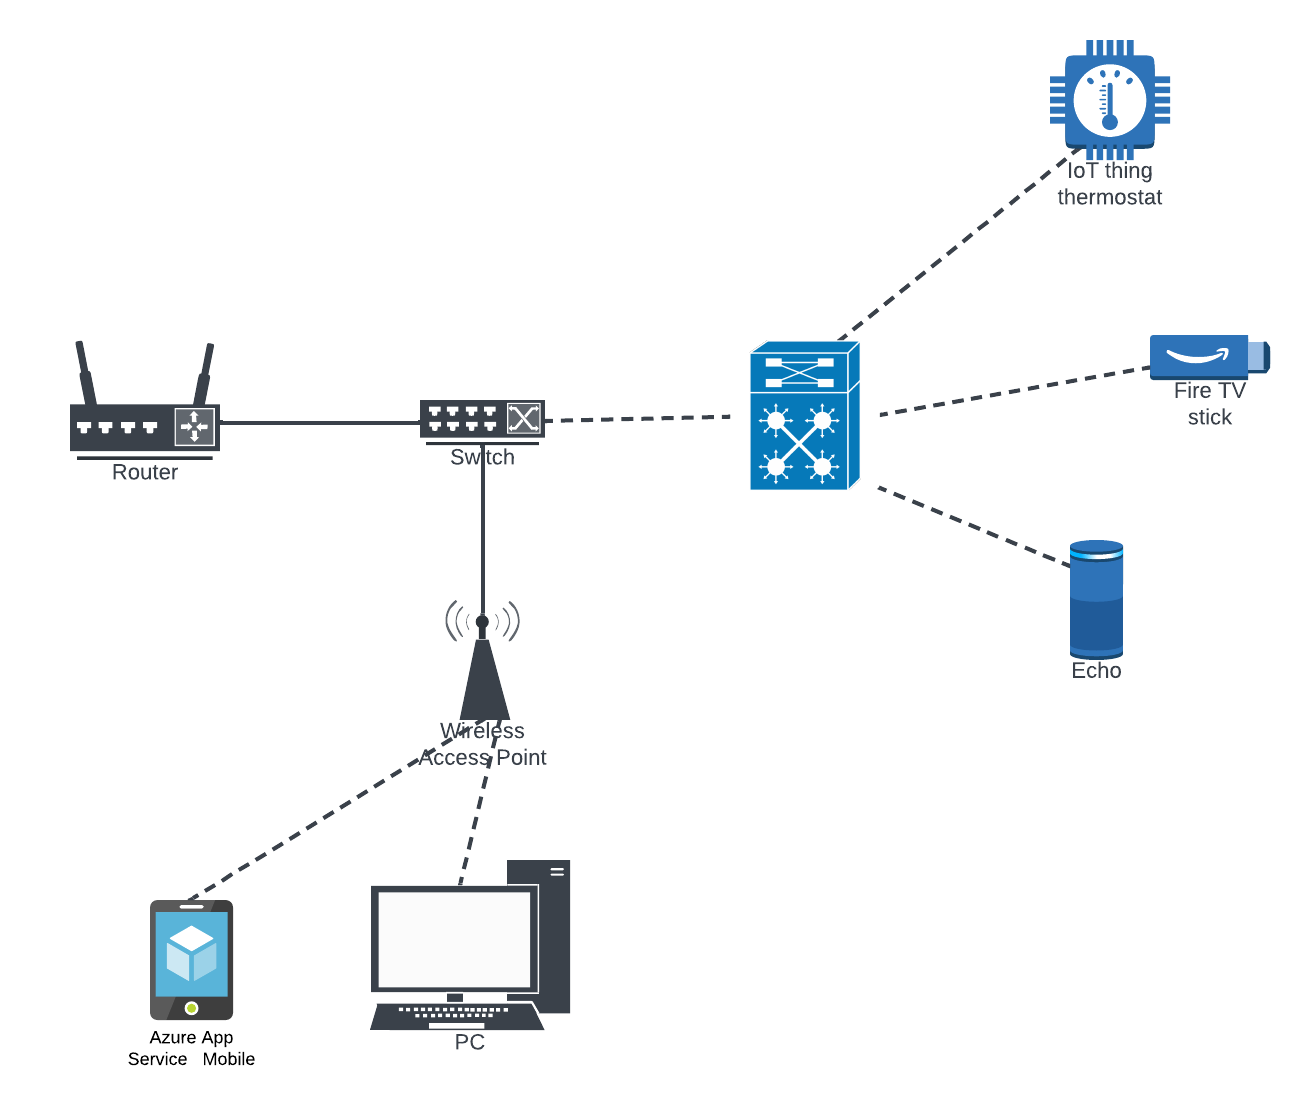 IoT thing
thermostat
Fire TV
stick
Router
Switch
Echo
Wireless
Access Point
Azure App
Service Mobile
PC